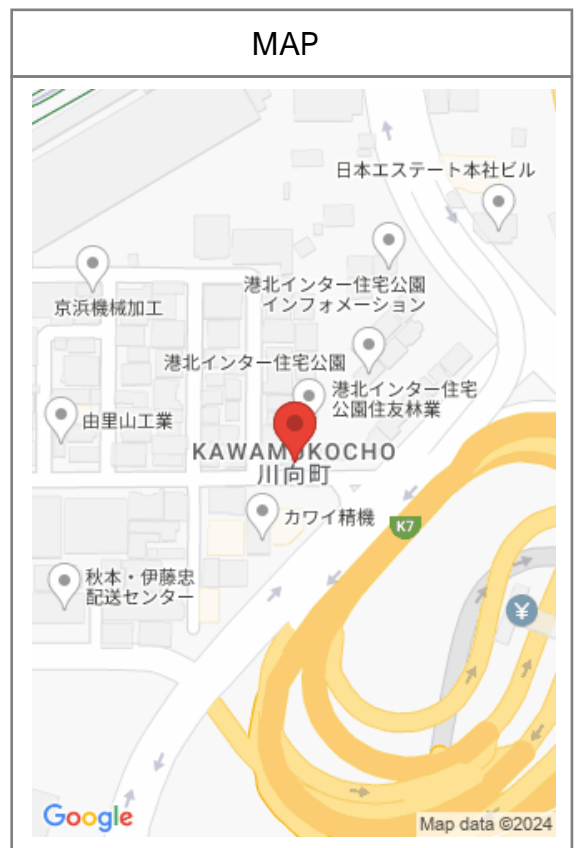 MAP
日本エステート本社ビル
港北インター住宅公園
インフォメーション
京浜機械加工
港北インター住宅公園
港北インター住宅
公園住友林業
由里山工業
KAWAMUKOCHO
川向町
カワイ精機
K7
秋本・伊藤忠
配送センター
¥
Google
Map data ©2024